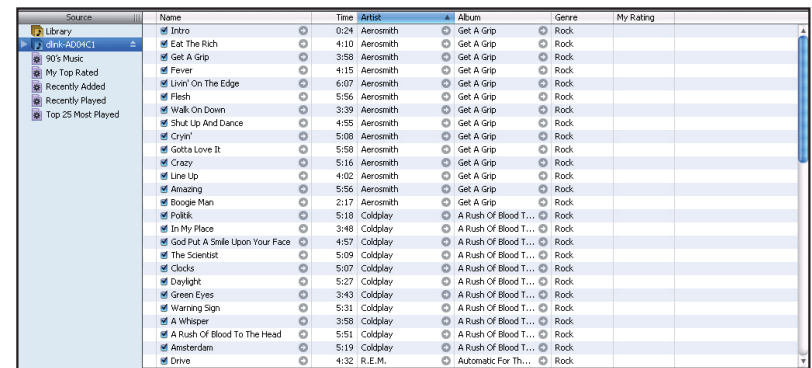 Source Name Time Artist Album Genre My Rating
Library
dlink-AD04C1
90's Music
My Top Rated
Recently Added
Recently Played
Top 25 Most Played
Intro 0:24 Aerosmith Get A Grip Rock
Eat The Rich 4:10 Aerosmith Get A Grip Rock
Get A Grip 3:58 Aerosmith Get A Grip Rock
Fever 4:15 Aerosmith Get A Grip Rock
Livin' On The Edge 6:07 Aerosmith Get A Grip Rock
Flesh 5:56 Aerosmith Get A Grip Rock
Walk On Down 3:39 Aerosmith Get A Grip Rock
Shut Up And Dance 4:55 Aerosmith Get A Grip Rock
Cryin' 5:08 Aerosmith Get A Grip Rock
Gotta Love It 5:58 Aerosmith Get A Grip Rock
Crazy 5:16 Aerosmith Get A Grip Rock
Line Up 4:02 Aerosmith Get A Grip Rock
Amazing 5:56 Aerosmith Get A Grip Rock
Boogie Man 2:17 Aerosmith Get A Grip Rock
Politik 5:18 Coldplay A Rush Of Blood T... Rock
In My Place 3:48 Coldplay A Rush Of Blood T... Rock
God Put A Smile Upon Your Face 4:57 Coldplay A Rush Of Blood T... Rock
The Scientist 5:09 Coldplay A Rush Of Blood T... Rock
Clocks 5:07 Coldplay A Rush Of Blood T... Rock
Daylight 5:27 Coldplay A Rush Of Blood T... Rock
Green Eyes 3:43 Coldplay A Rush Of Blood T... Rock
Warning Sign 5:31 Coldplay A Rush Of Blood T... Rock
A Whisper 3:58 Coldplay A Rush Of Blood T... Rock
A Rush Of Blood To The Head 5:51 Coldplay A Rush Of Blood T... Rock
Amsterdam 5:19 Coldplay A Rush Of Blood T... Rock
Drive 4:32 R.E.M. Automatic For Th... Rock